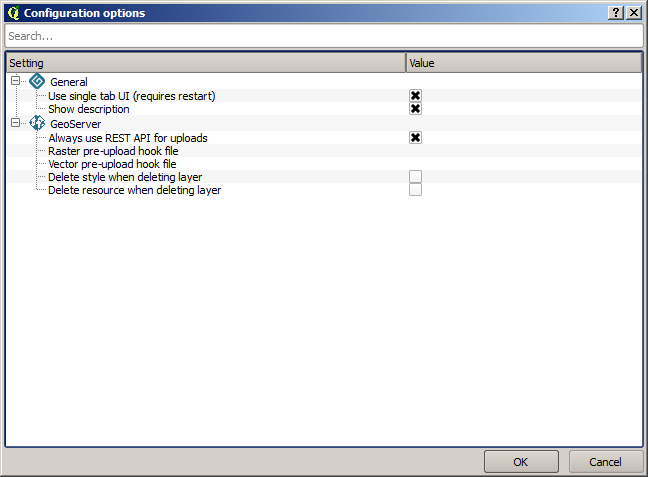 Configuration options
Search...
Setting Value
General
Use single tab UI (requires restart)
Show description
GeoServer
Always use REST API for uploads
Raster pre-upload hook file
Vector pre-upload hook file
Delete style when deleting layer
Delete resource when deleting layer
OK Cancel